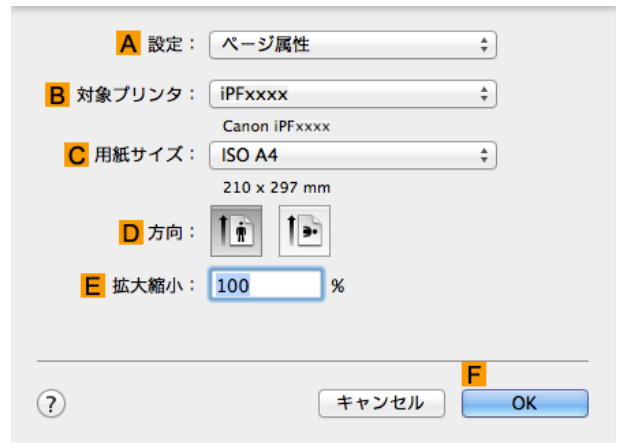 A 設定： ページ属性
B 対象プリンタ： iPFxxxx
Canon iPFxxxx
C 用紙サイズ： ISO A4
210 x 297 mm
D 方向：
E 拡大縮小： 100 %
F
? キャンセル OK